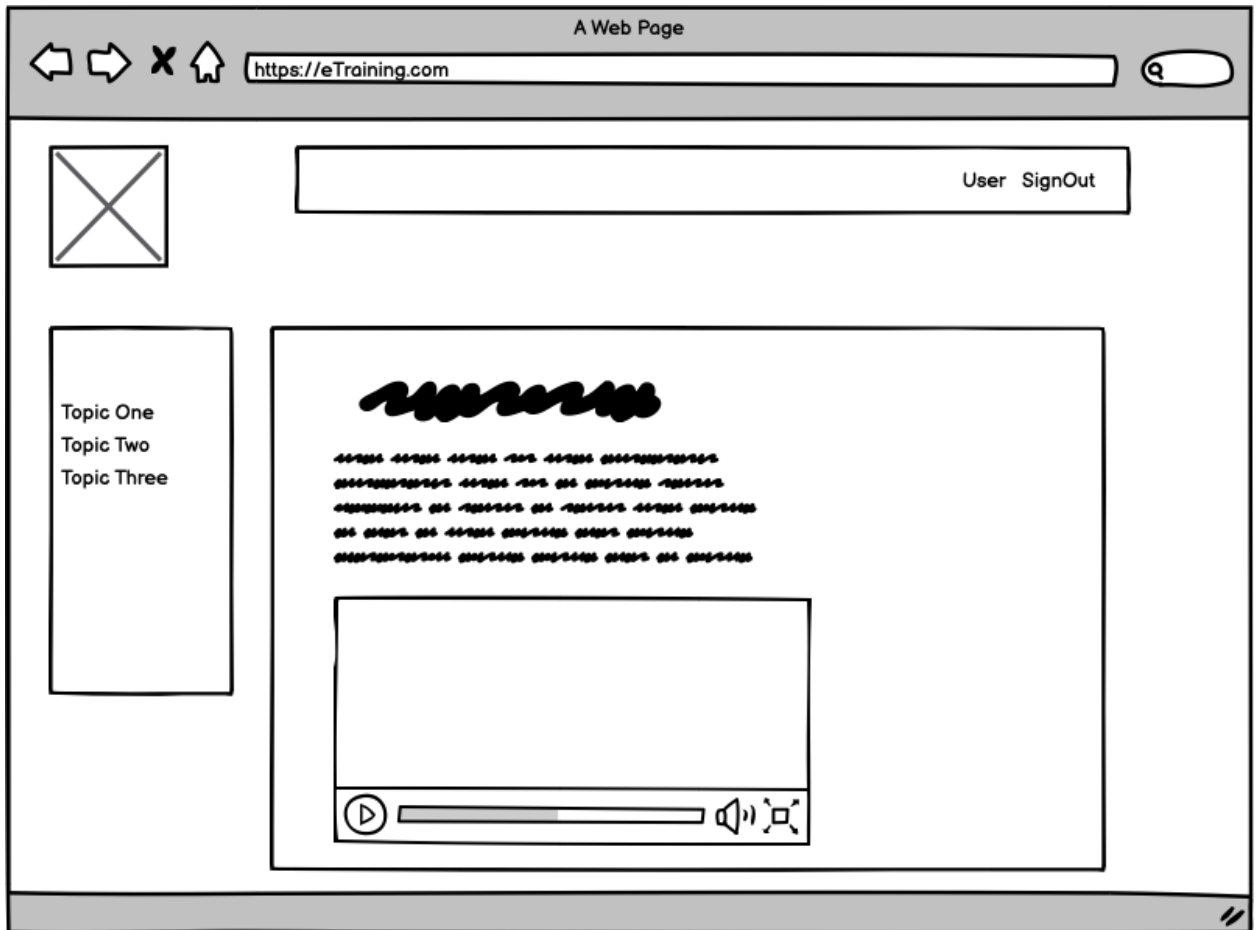 A Web Page
https://eTraining.com
User SignOut
Topic One
Topic Two
Topic Three